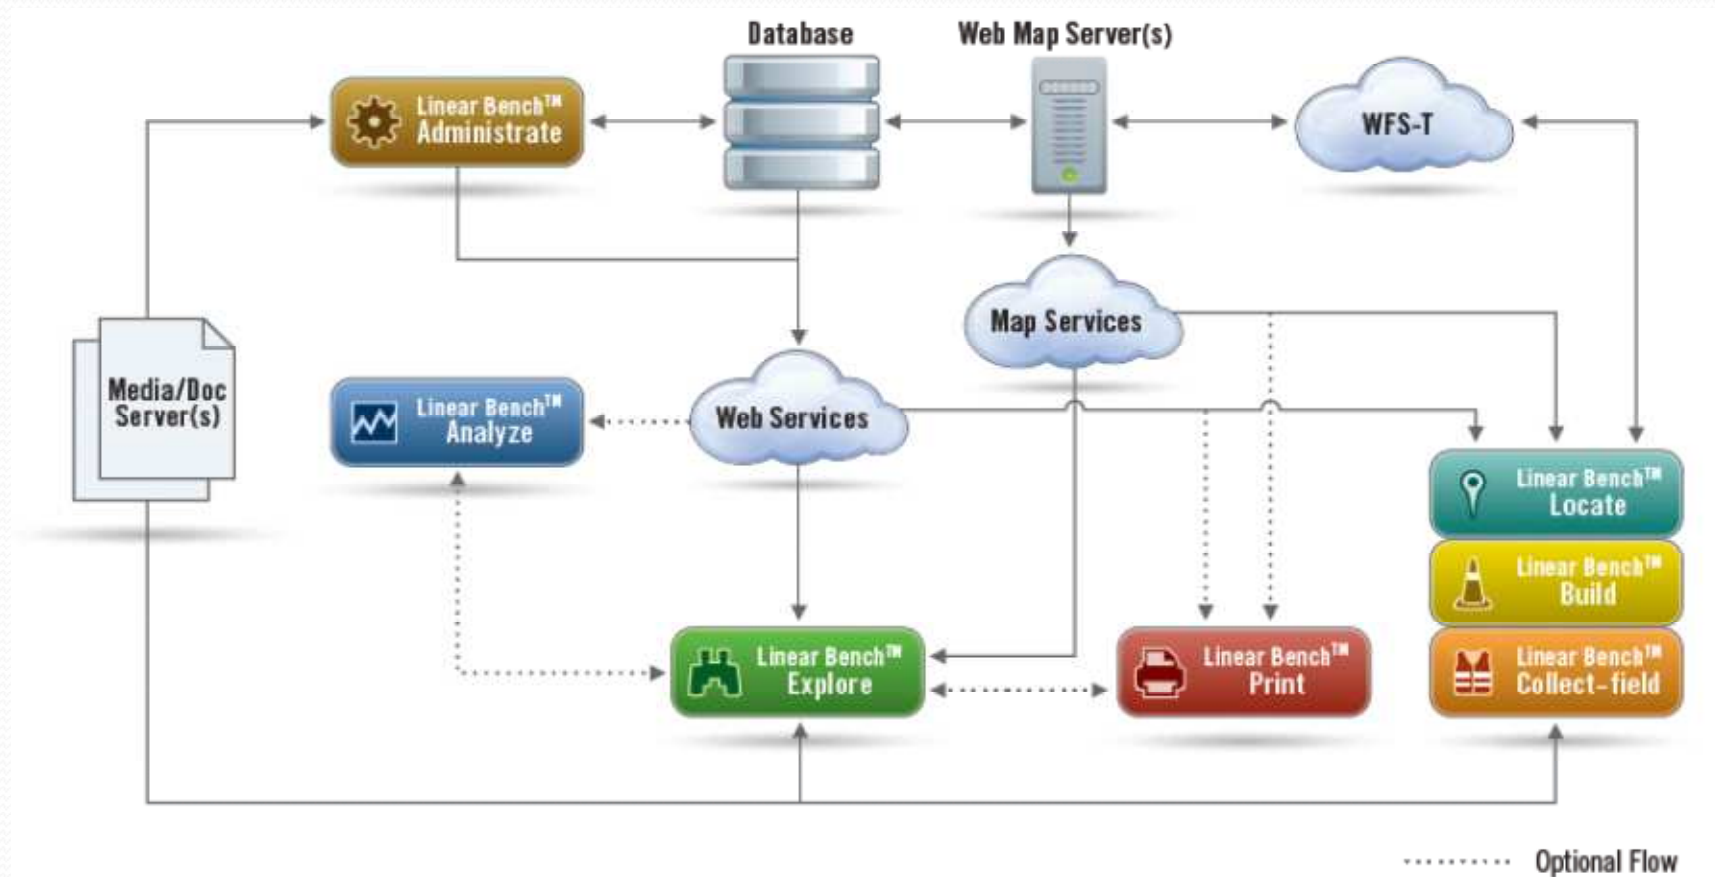 Database
Web Map Server(s)
Linear Bench™
Administrate
WFS-T
Map Services
Media/Doc
Server(s)
Linear Bench™
Analyze
Web Services
Linear Bench™
Locate
Linear Bench™
Build
Linear Bench™
Explore
Linear Bench™
Print
Linear Bench™
Collect-field
Optional Flow